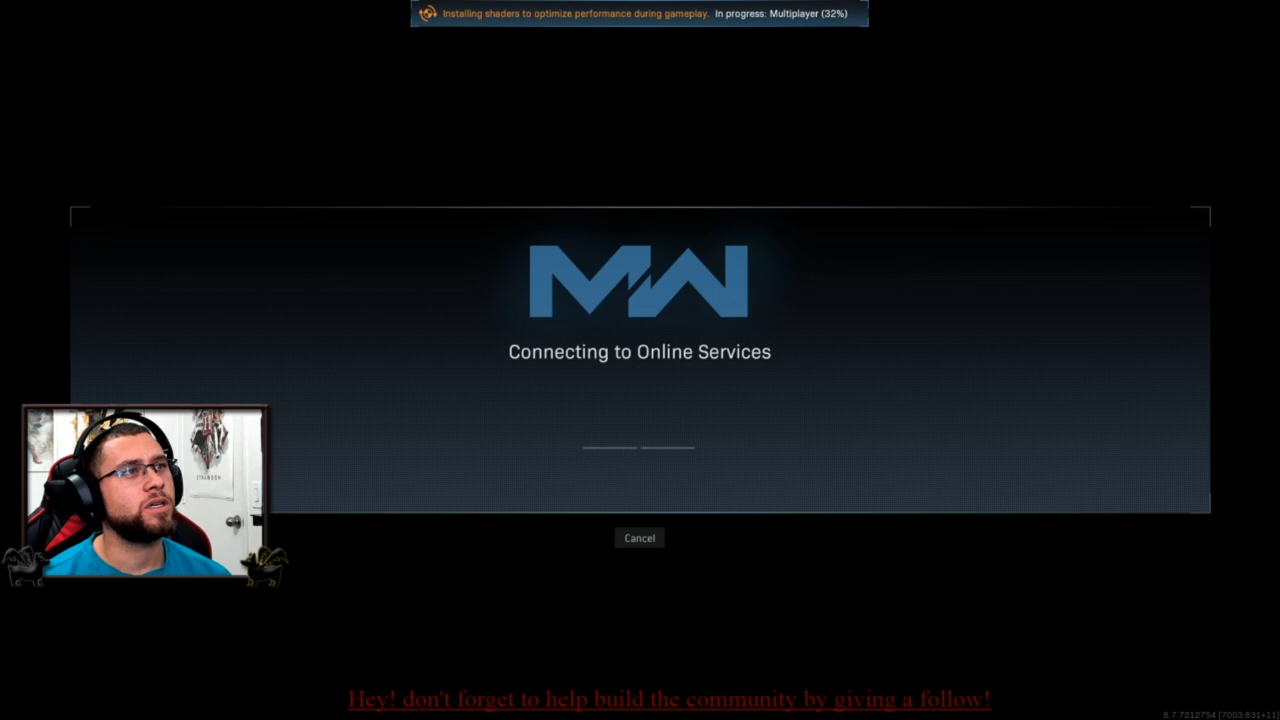 Installing shaders to optimize performance during gameplay. In progress: Multiplayer (32%)
MW
Connecting to Online Services
Cancel
Hey! don't forget to help build the community by giving a follow!